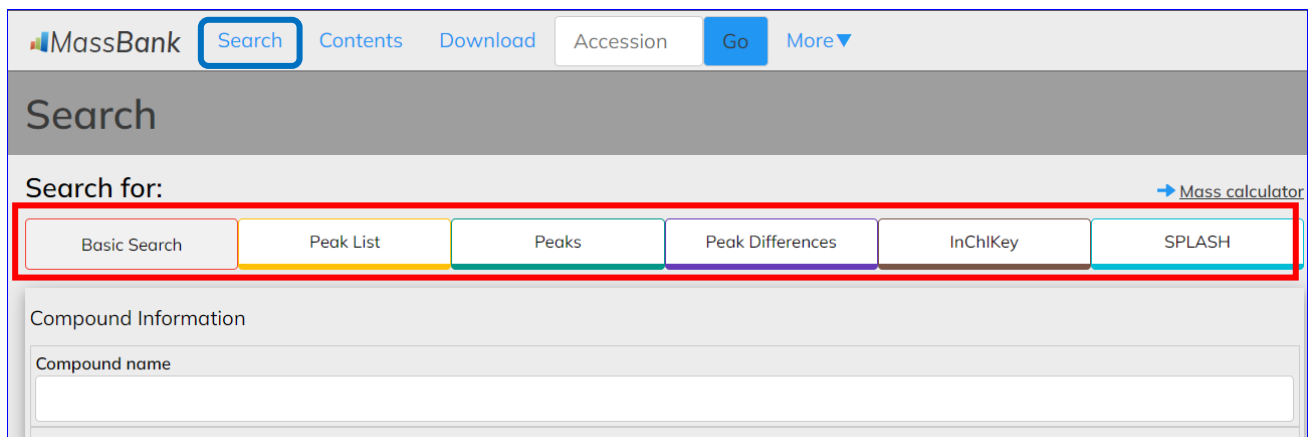 MassBank Search Contents Download Accession Go More▼
Search
Search for:
Mass calculator
Basic Search Peak List Peaks Peak Differences InChIKey SPLASH
Compound Information
Compound name